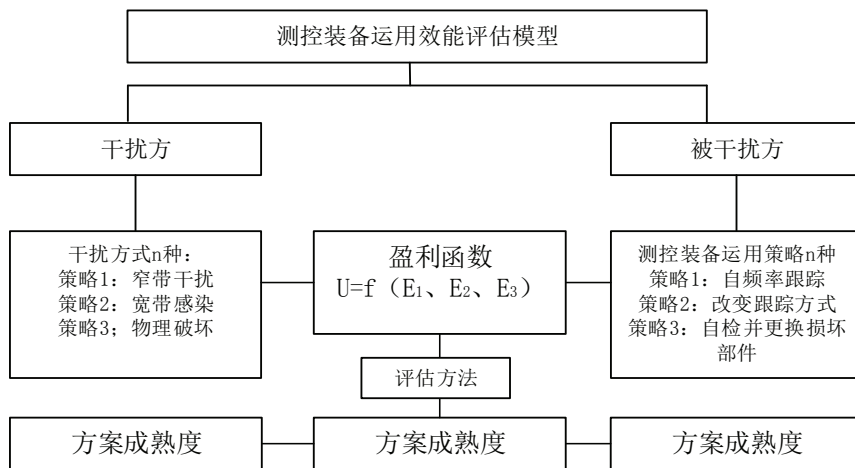 测控装备运用效能评估模型
干扰方
被干扰方
干扰方式n种：
策略1：窄带干扰
策略2：宽带感染
策略3；物理破坏
盈利函数
U=f（E₁、E₂、E₃）
测控装备运用策略n种
策略1：自频率跟踪
策略2：改变跟踪方式
策略3：自检并更换损坏
部件
评估方法
方案成熟度
方案成熟度
方案成熟度